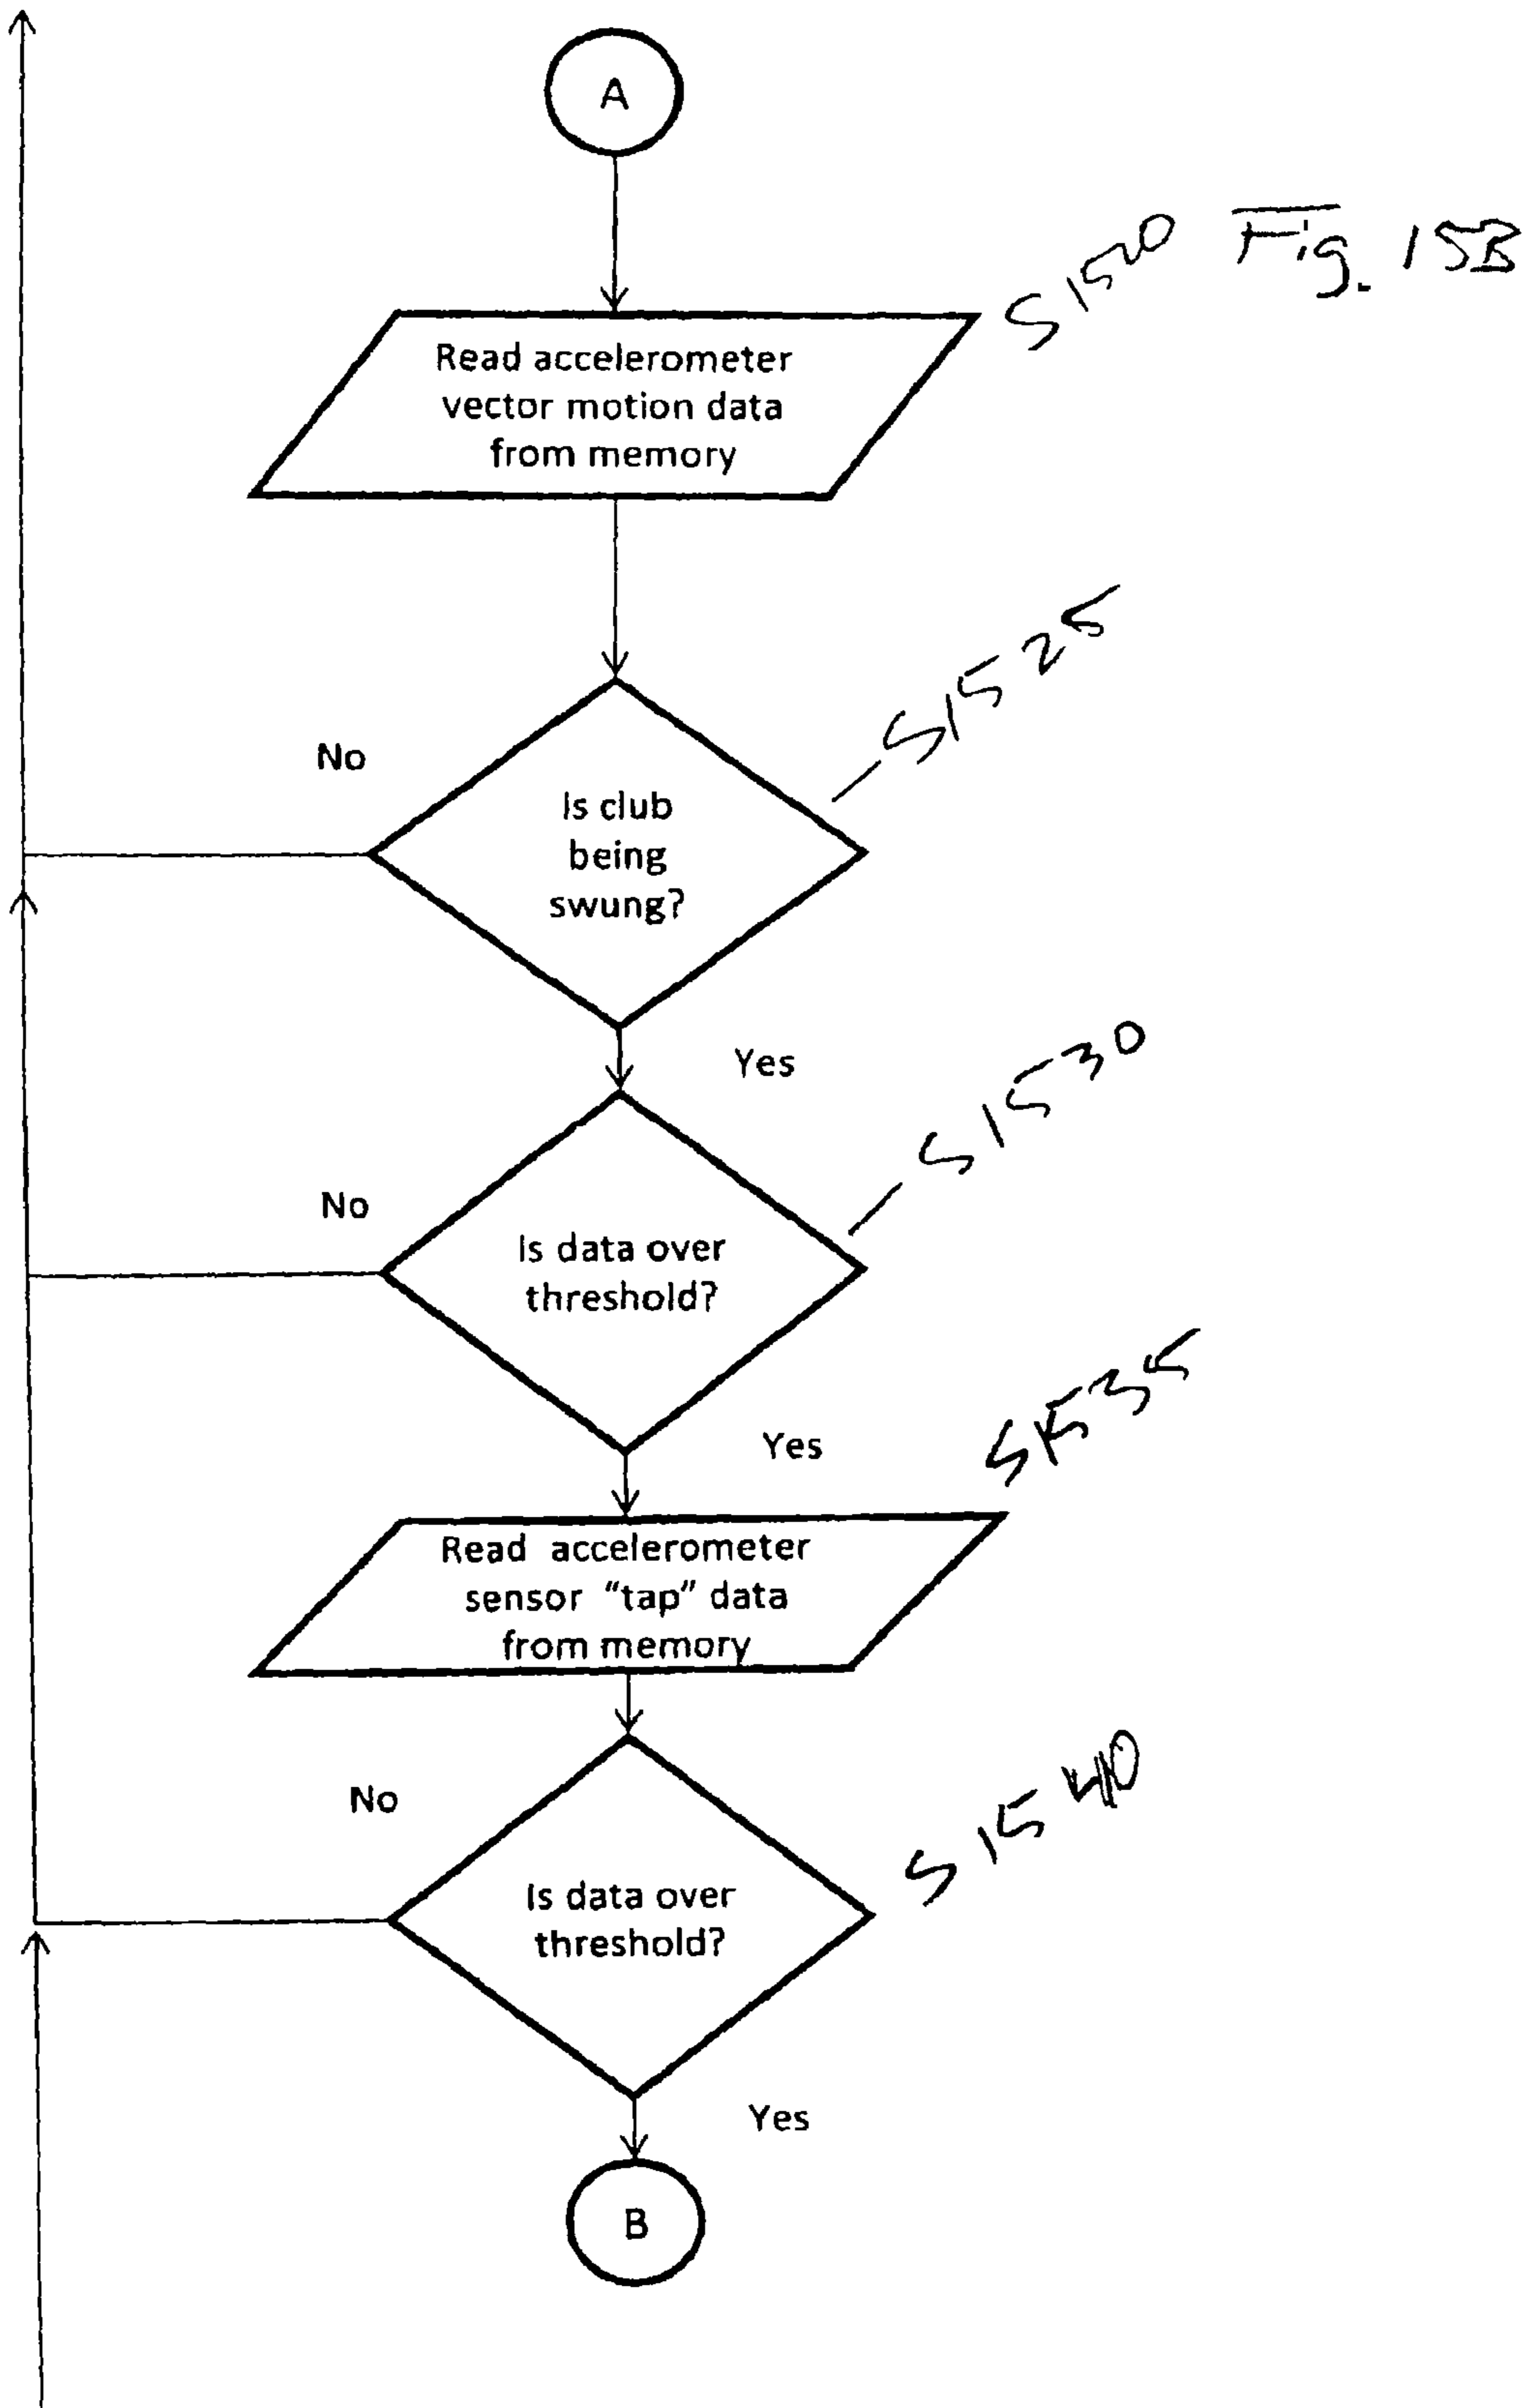 A
S1520 Fig. 15B
Read accelerometer
vector motion data
from memory
S1525
No
Is club
being
swung?
Yes
S1530
No
Is data over
threshold?
Yes
S1535
Read accelerometer
sensor “tap” data
from memory
S1540
No
Is data over
threshold?
Yes
B